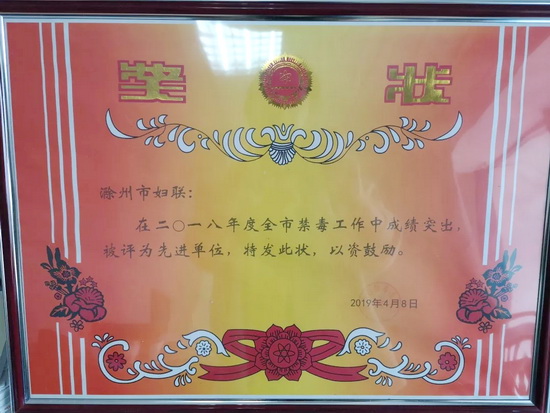 奖状
滁州市妇联：
在二〇一八年度全市禁毒工作中成绩突出，
被评为先进单位，特发此状，以资鼓励。
2019年4月8日